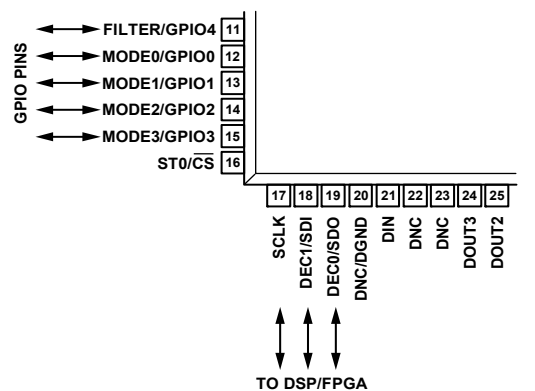 GPIO PINS
FILTER/GPIO4 11
MODE0/GPIO0 12
MODE1/GPIO1 13
MODE2/GPIO2 14
MODE3/GPIO3 15
ST0/C̅S̅ 16
17 18 19 20 21 22 23 24 25
SCLK
DEC1/SDI
DEC0/SDO
DNC/DGND
DIN
DNC
DNC
DOUT3
DOUT2
TO DSP/FPGA